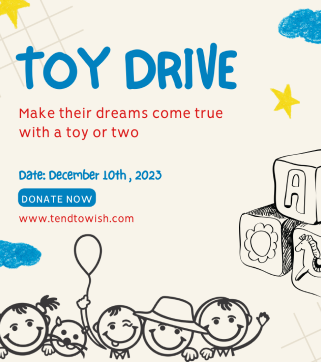 TOY DRIVE
Make their dreams come true
with a toy or two
Date: December 10th, 2023
DONATE NOW
www.tendtowish.com
A